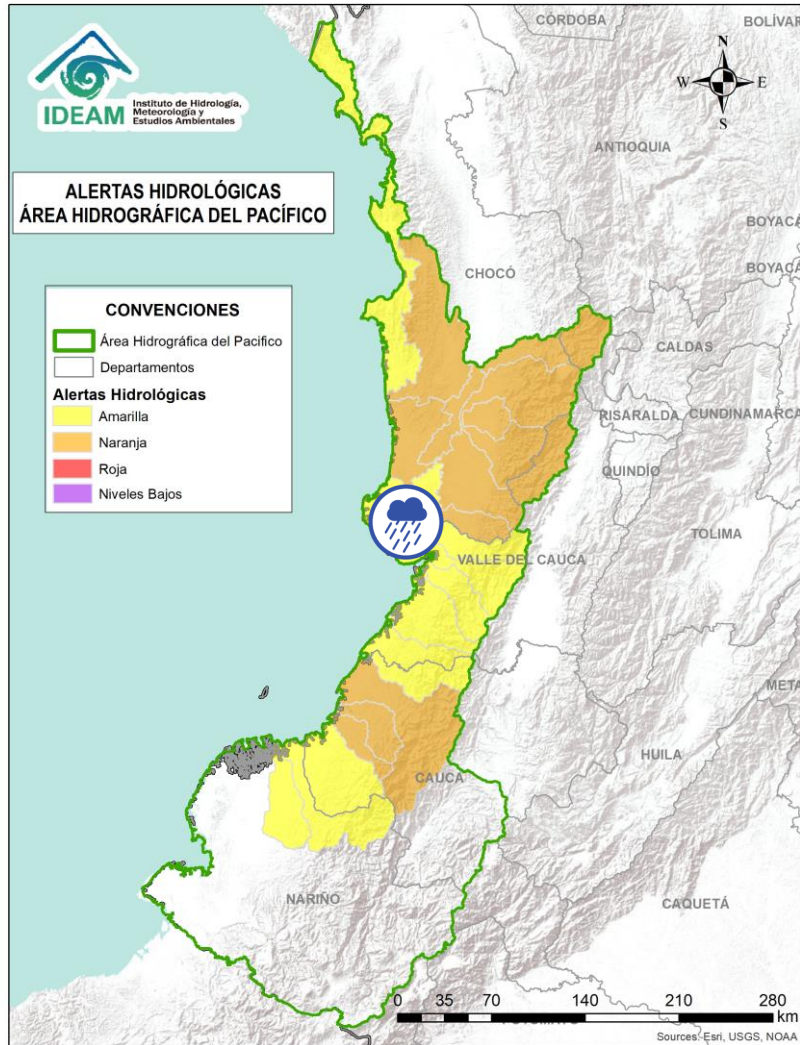 IDEAM
Instituto de Hidrología,
Meteorología y
Estudios Ambientales
ALERTAS HIDROLÓGICAS
ÁREA HIDROGRÁFICA DEL PACÍFICO
CONVENCIONES
Área Hidrográfica del Pacifico
Departamentos
Alertas Hidrológicas
Amarilla
Naranja
Roja
Niveles Bajos
N
W E
S
CÓRDOBA
BOLÍVAR
ANTIOQUIA
BOYACÁ
CHOCÓ
BOYACÁ
CALDAS
RISARALDA
CUNDINAMARCA
QUINDÍO
TOLIMA
VALLE DEL CAUCA
META
HUILA
CAUCA
NARIÑO
CAQUETÁ
0 35 70 140 210 280
km
Sources: Esri, USGS, NOAA